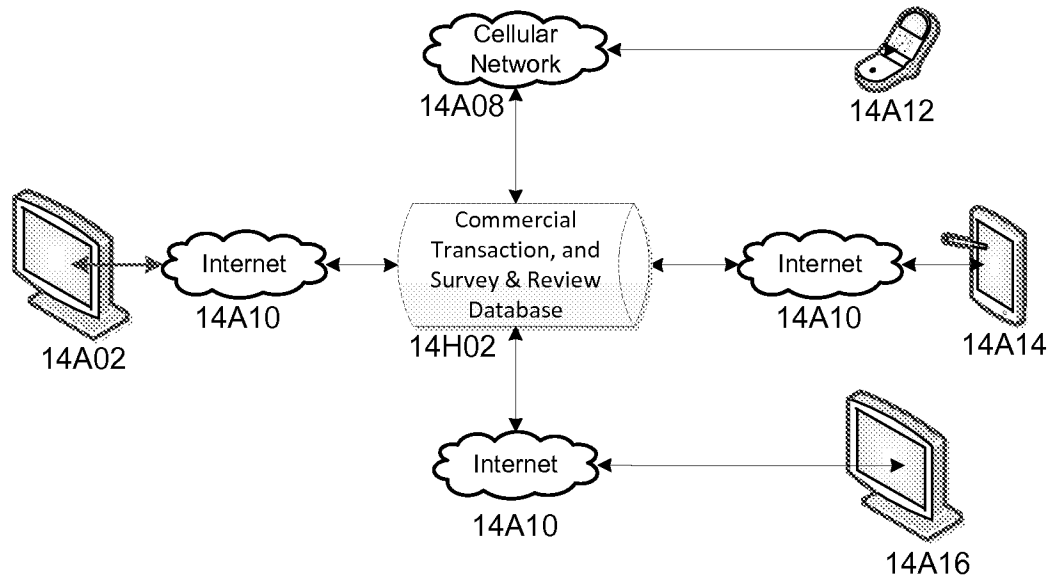 Cellular
Network
14A08
14A12
Internet
14A10
14A02
Commercial
Transaction, and
Survey & Review
Database
14H02
Internet
14A10
14A14
Internet
14A10
14A16